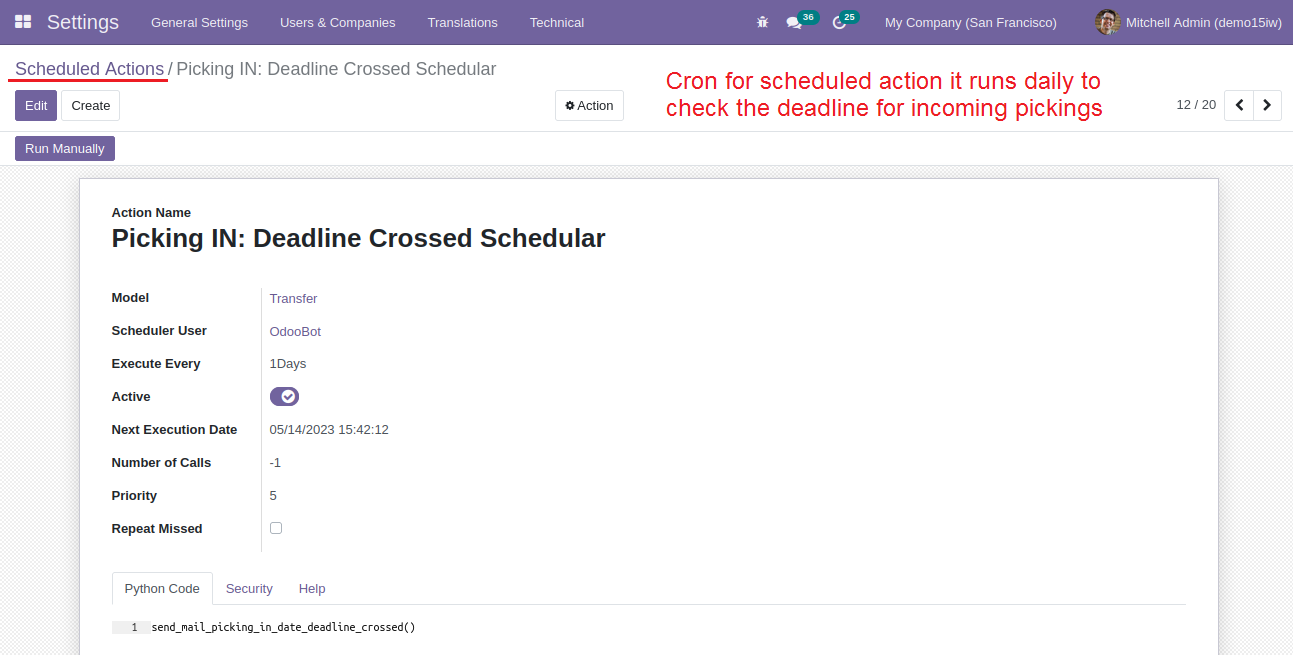 Settings General Settings Users & Companies Translations Technical 36 25 My Company (San Francisco) Mitchell Admin (demo15iw)
Scheduled Actions / Picking IN: Deadline Crossed Schedular
Cron for scheduled action it runs daily to
check the deadline for incoming pickings
Edit Create Action 12 / 20
Run Manually
Action Name
Picking IN: Deadline Crossed Schedular
Model Transfer
Scheduler User OdooBot
Execute Every 1Days
Active
Next Execution Date 05/14/2023 15:42:12
Number of Calls -1
Priority 5
Repeat Missed
Python Code Security Help
1 send_mail_picking_in_date_deadline_crossed()